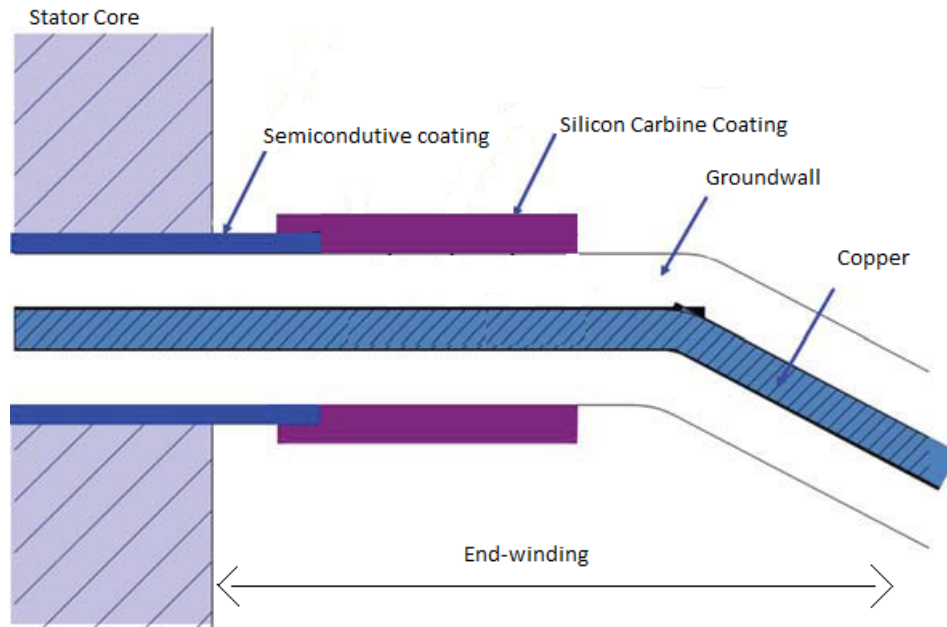 Stator Core
Semicondutive coating
Silicon Carbine Coating
Groundwall
Copper
End-winding